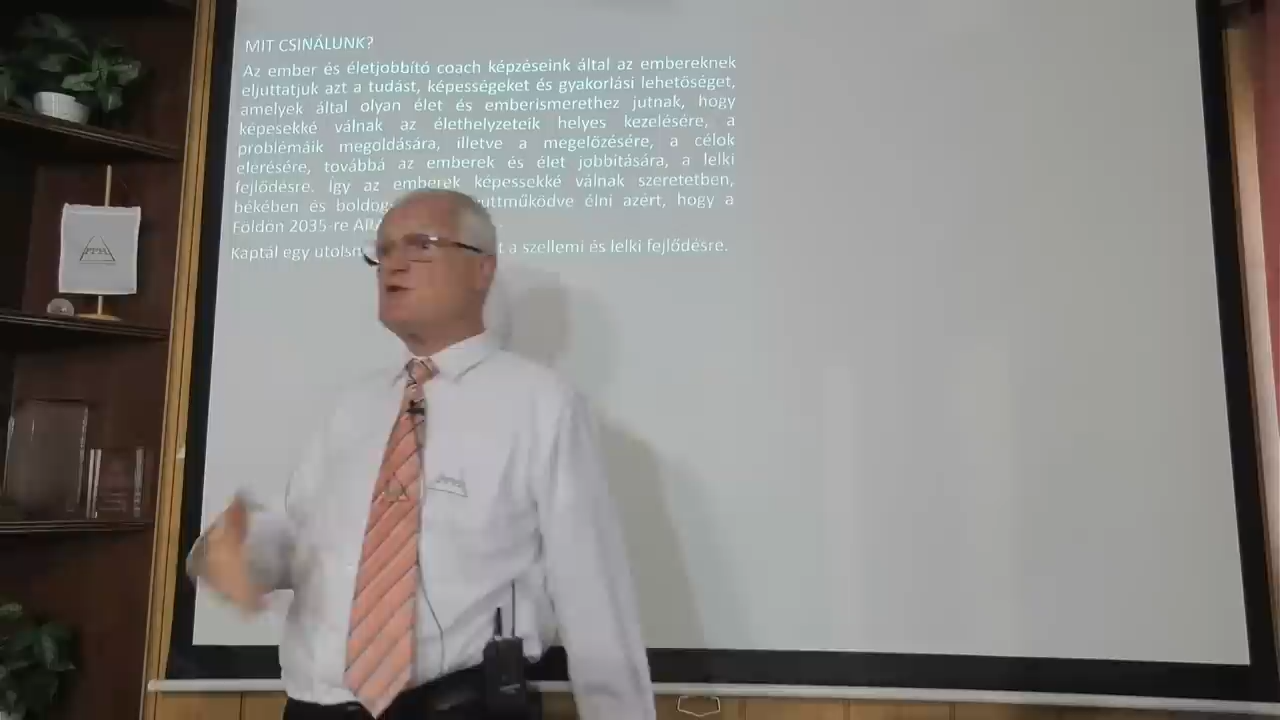 MIT CSINÁLUNK?
Az ember és életjobbító coach képzéseink által az embereknek
eljuttatjuk azt a tudást, képességeket és gyakorlási lehetőséget,
amelyek által olyan élet és emberismerethez jutnak, hogy
képesekké válnak az élethelyzeteik helyes kezelésére, a
problémáik megoldására, illetve a megelőzésére, a célok
elérésére, továbbá az emberek és élet jobbítására, a lelki
fejlődésre. Így az emberek képessekké válnak szeretetben,
békében és élni azért, hogy a
Földön 2035-re
Kaptál egy a szellemi és lelki fejlődésre.